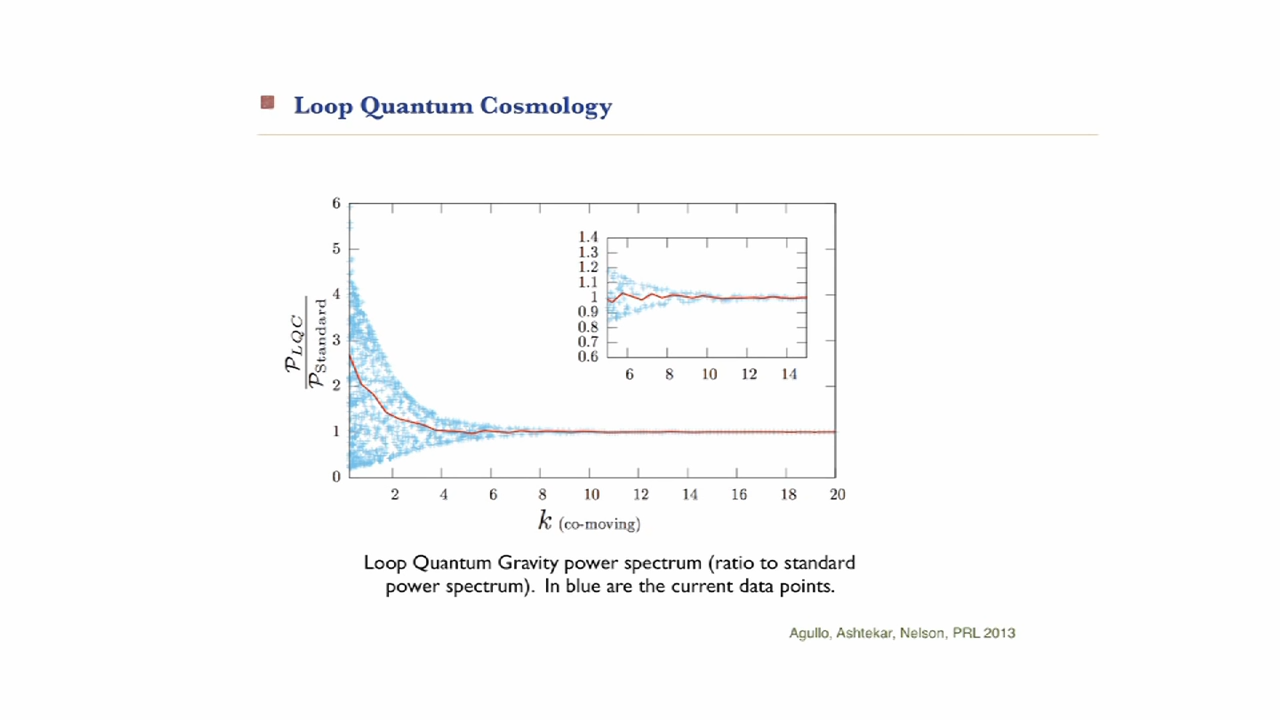 Loop Quantum Cosmology
6
5
4
3
2
1
0
P_LQC
P_Standard
1.4
1.3
1.2
1.1
1
0.9
0.8
0.7
0.6
6 8 10 12 14
2 4 6 8 10 12 14 16 18 20
k (co-moving)
Loop Quantum Gravity power spectrum (ratio to standard
power spectrum). In blue are the current data points.
Agullo, Ashtekar, Nelson, PRL 2013